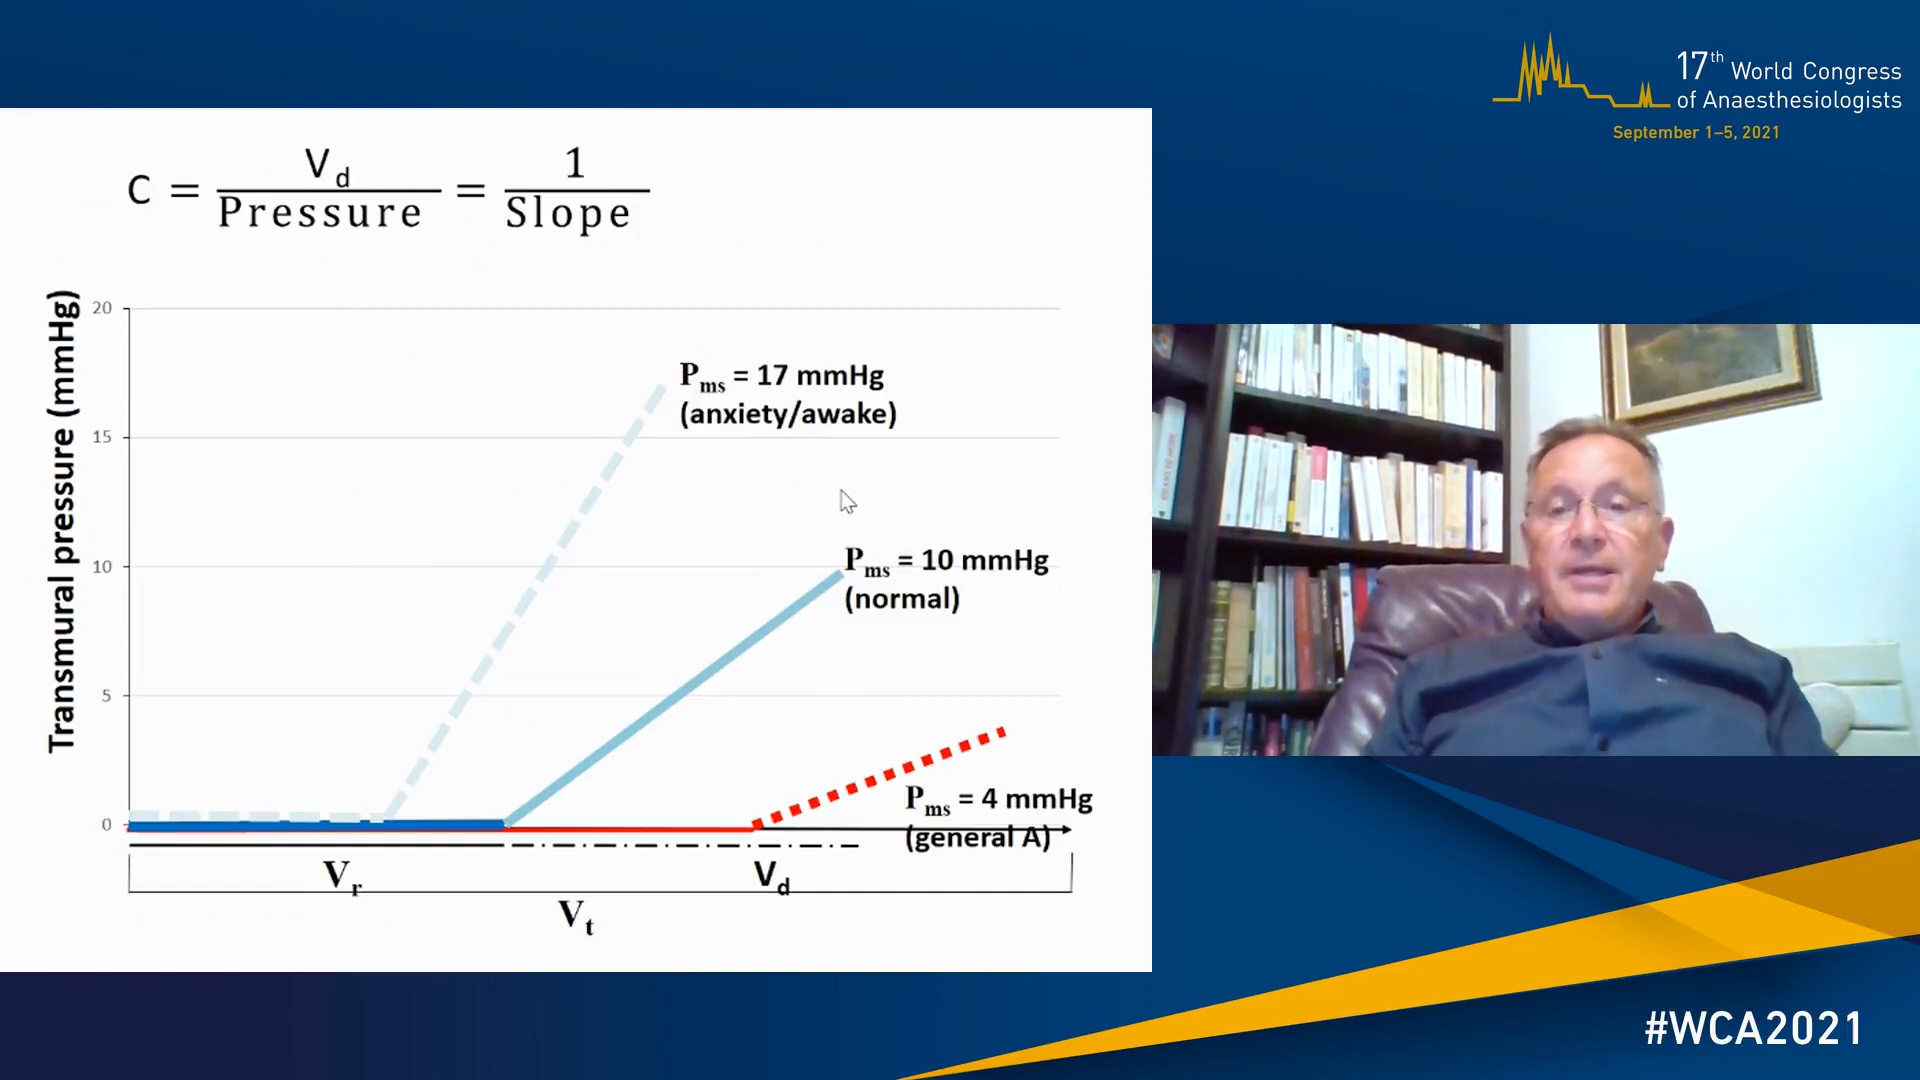 17th World Congress
of Anaesthesiologists
September 1–5, 2021
C = Vd / Pressure = 1 / Slope
Transmural pressure (mmHg)
20
15
10
5
0
Pms = 17 mmHg
(anxiety/awake)
Pms = 10 mmHg
(normal)
Pms = 4 mmHg
(general A)
Vr
Vd
Vt
#WCA2021